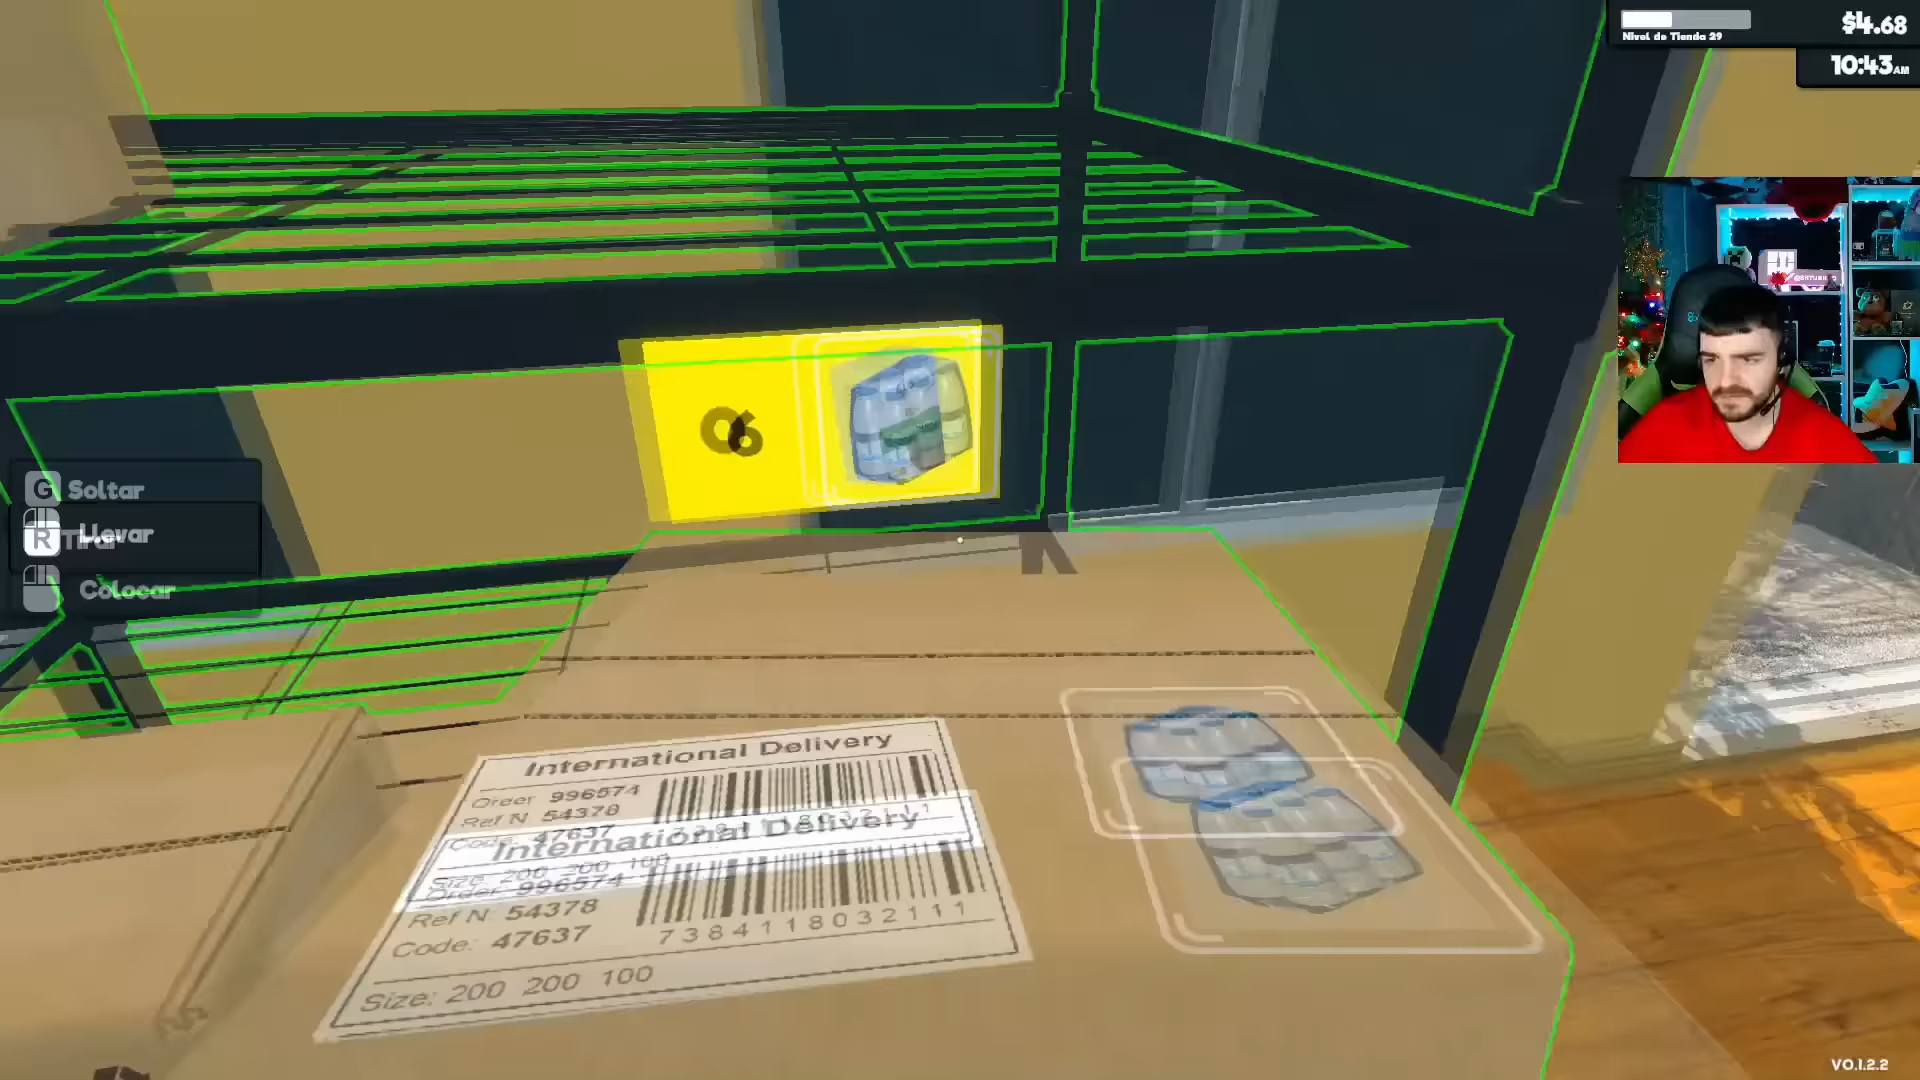 $4.68
Nivel de Tienda 29
10:43AM
G Soltar
R Llevar
Tirar
Colocar
International Delivery
Order 996574
Ref N 54378
Code: 47637
Size: 200 200 100
International Delivery
Order: 996574
Ref N: 54378
Code: 47637
7384118032111
Size: 200 200 100
V0.1.2.2